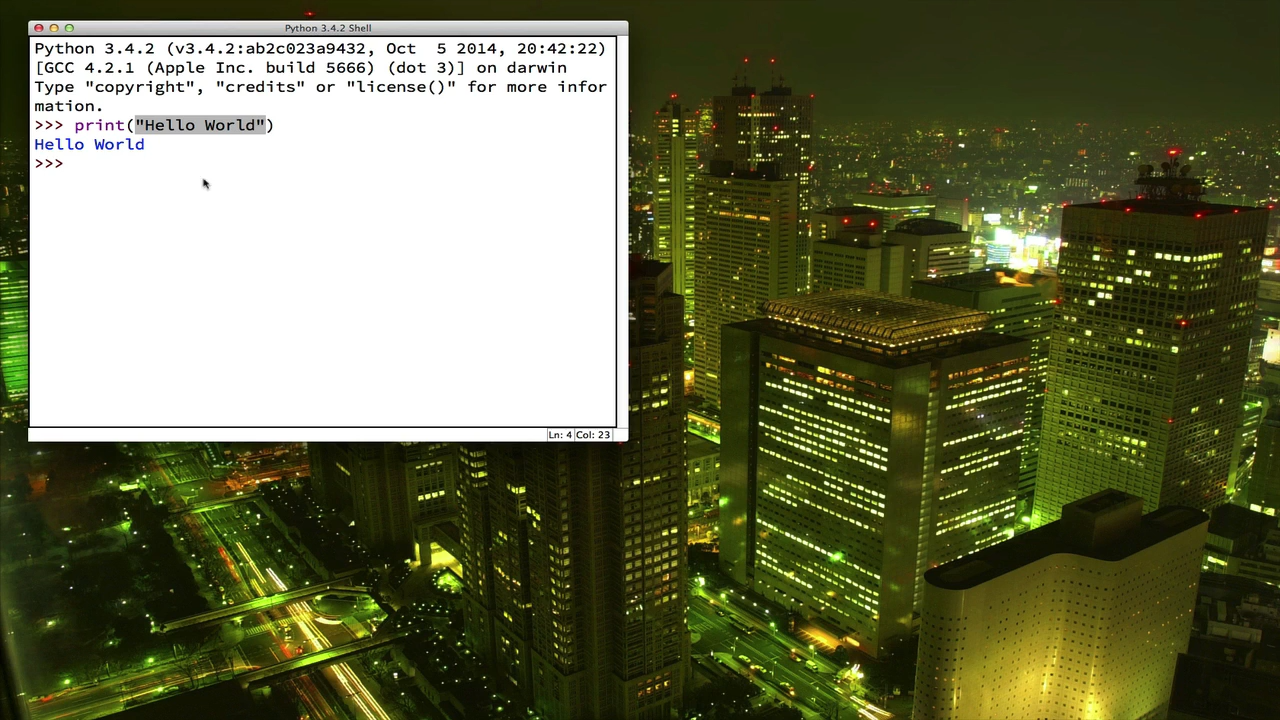 Python 3.4.2 Shell
Python 3.4.2 (v3.4.2:ab2c023a9432, Oct  5 2014, 20:42:22)
[GCC 4.2.1 (Apple Inc. build 5666) (dot 3)] on darwin
Type "copyright", "credits" or "license()" for more infor
mation.
>>> print("Hello World")
Hello World
>>>
Ln: 4 Col: 23